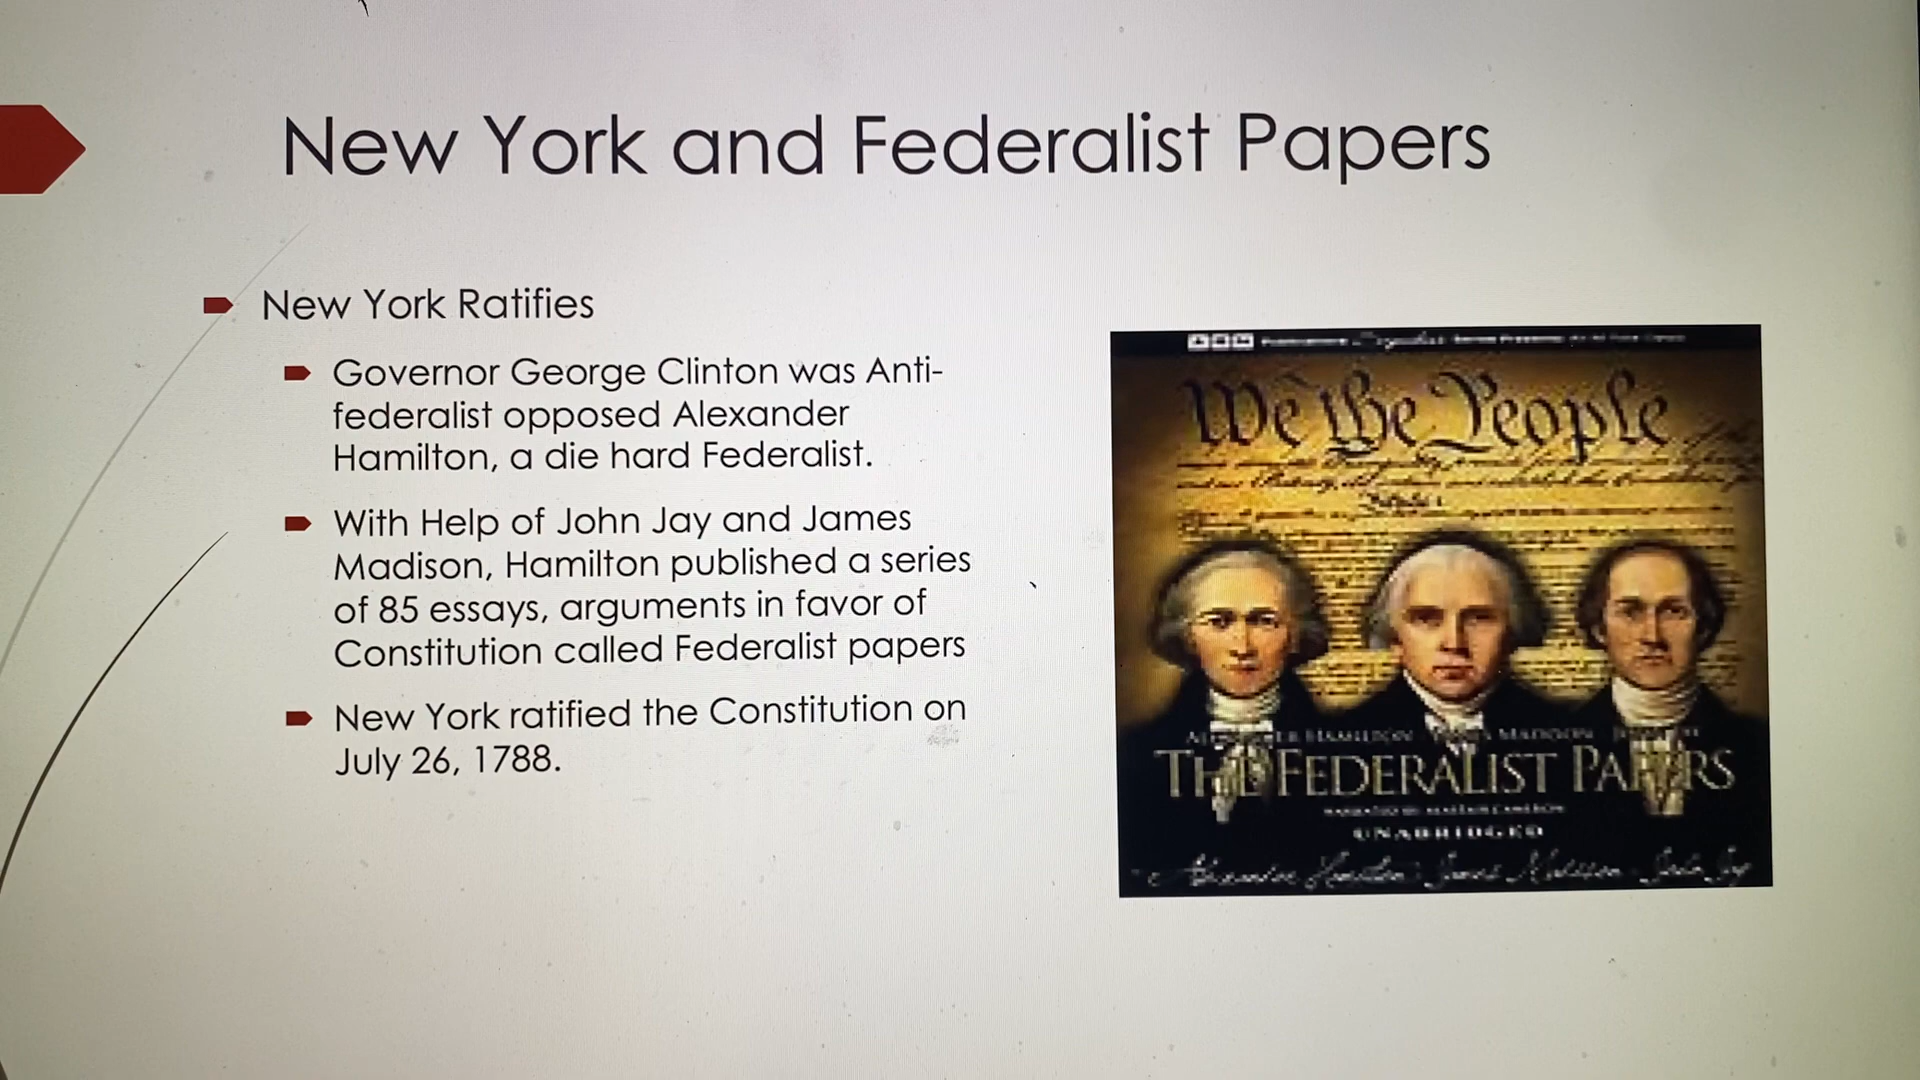 New York and Federalist Papers
New York Ratifies
Governor George Clinton was Anti-
federalist opposed Alexander
Hamilton, a die hard Federalist.
With Help of John Jay and James
Madison, Hamilton published a series
of 85 essays, arguments in favor of
Constitution called Federalist papers
New York ratified the Constitution on
July 26, 1788.
We the People
HAMILTON MADISON
THE FEDERALIST PAPERS
UNABRIDGED